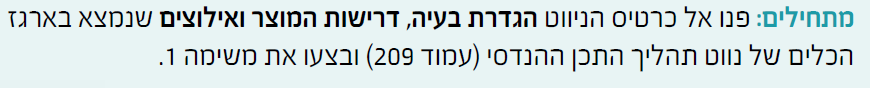 מתחילים: פנו אל כרטיס הניווט הגדרת בעיה, דרישות המוצר ואילוצים שנמצא בארגז
הכלים של נווט תהליך התכן ההנדסי (עמוד 209) ובצעו את משימה 1.